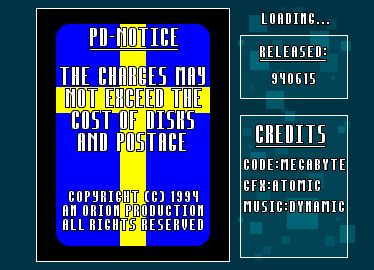 PD-NOTICE
THE CHARGES MAY
NOT EXCEED THE
COST OF DISKS
AND POSTAGE
COPYRIGHT (C) 1994
AN ORION PRODUCTION
ALL RIGHTS RESERVED
LOADING...
RELEASED:
940615
CREDITS
CODE:MEGABYTE
GFX:ATOMIC
MUSIC:DYNAMIC